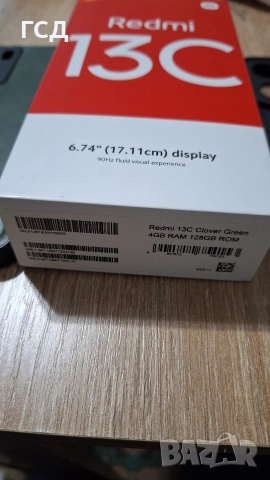 ГСД
Redmi
13C
6.74" (17.11cm) display
90Hz fluid visual experience
Redmi 13C Clover Green
4GB RAM 128GB ROM
BAZAR